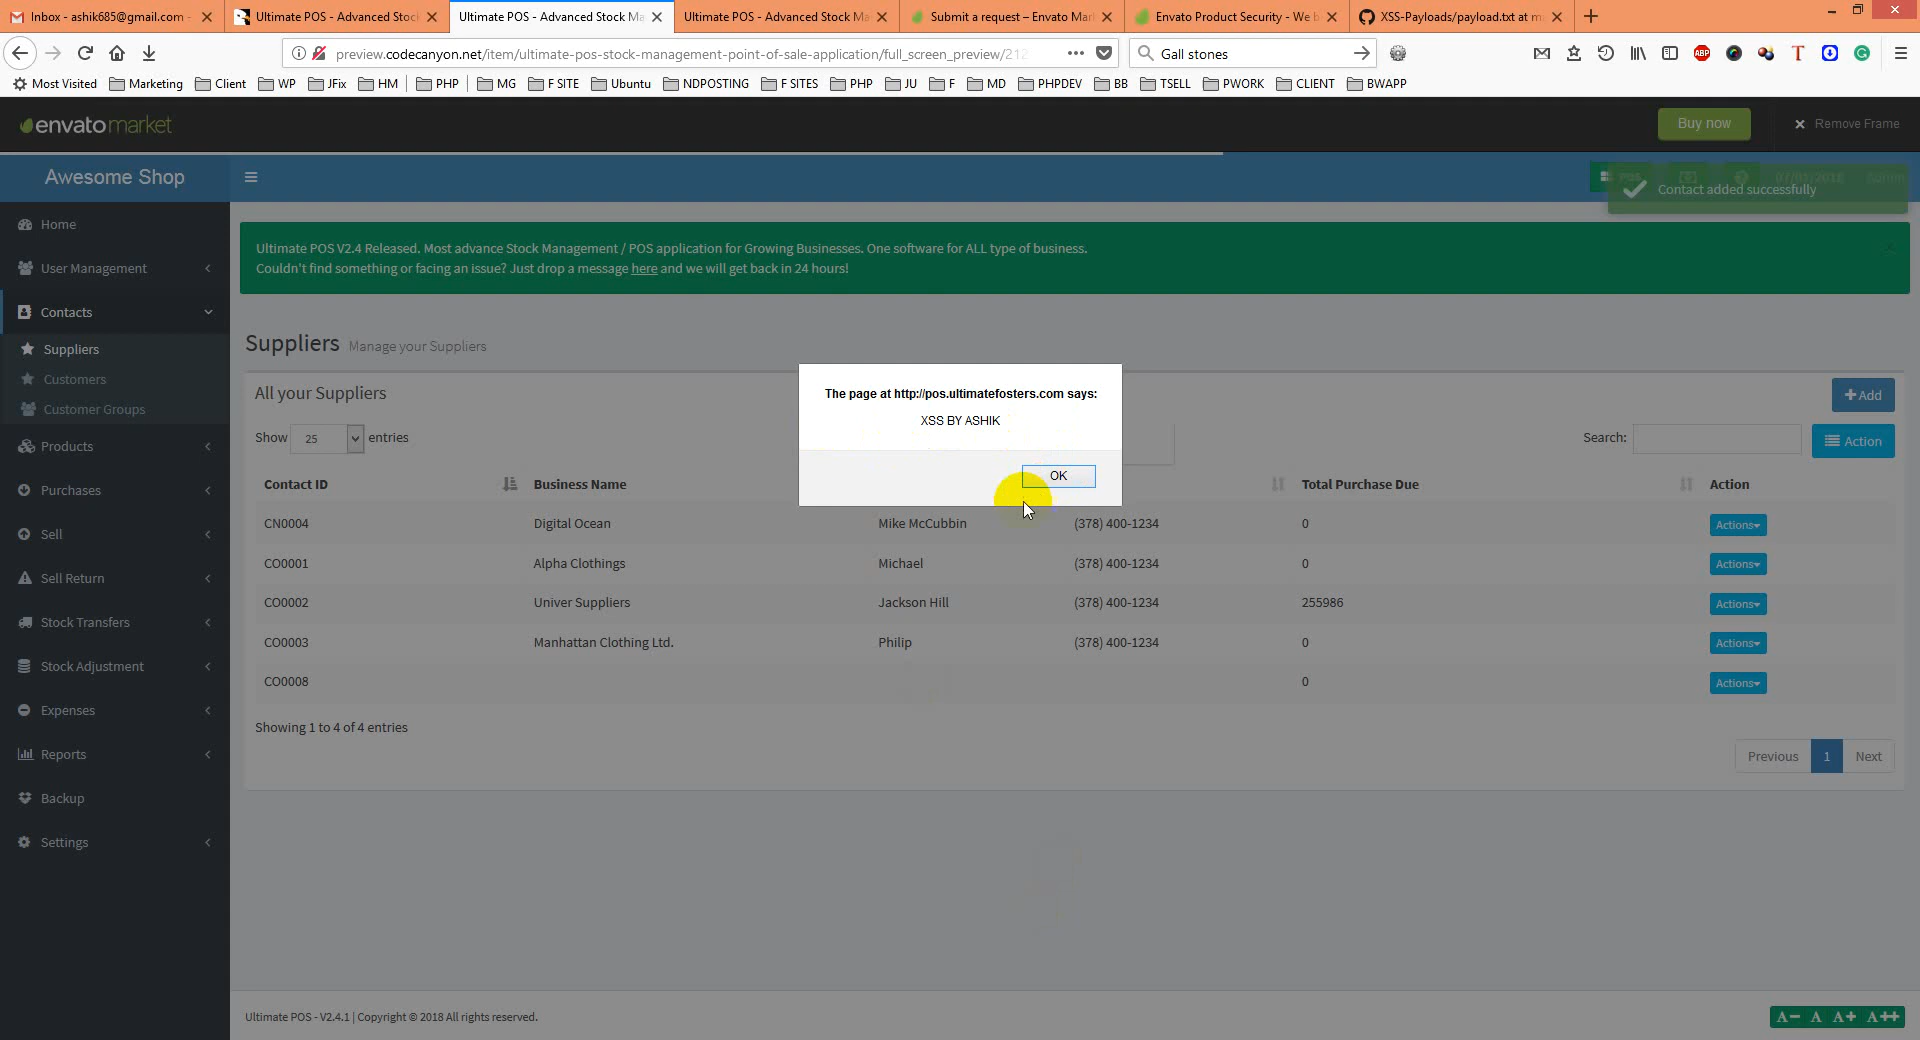 Inbox - ashik685@gmail.com -
Ultimate POS - Advanced Stoc
Ultimate POS - Advanced Stock Ma
Ultimate POS - Advanced Stock Ma
Submit a request – Envato Mar
Envato Product Security - We b
XSS-Payloads/payload.txt at m
preview.codecanyon.net/item/ultimate-pos-stock-management-point-of-sale-application/full_screen_preview/212
Gall stones
Most Visited Marketing Client WP JFix HM PHP MG F SITE Ubuntu NDPOSTING F SITES PHP JU F MD PHPDEV BB TSELL PWORK CLIENT BWAPP
envatomarket
Buy now
Remove Frame
Awesome Shop
POS
07/03/2018
Admin
Contact added successfully
Home
User Management
Contacts
Suppliers
Customers
Customer Groups
Products
Purchases
Sell
Sell Return
Stock Transfers
Stock Adjustment
Expenses
Reports
Backup
Settings
Ultimate POS V2.4 Released. Most advance Stock Management / POS application for Growing Businesses. One software for ALL type of business.
Couldn't find something or facing an issue? Just drop a message here and we will get back in 24 hours!
Suppliers Manage your Suppliers
All your Suppliers
Add
Show 25 entries
Search:
Action
The page at http://pos.ultimatefosters.com says:
XSS BY ASHIK
OK
Contact ID Business Name Total Purchase Due Action
CN0004 Digital Ocean Mike McCubbin (378) 400-1234 0 Actions
CO0001 Alpha Clothings Michael (378) 400-1234 0 Actions
CO0002 Univer Suppliers Jackson Hill (378) 400-1234 255986 Actions
CO0003 Manhattan Clothing Ltd. Philip (378) 400-1234 0 Actions
CO0008 0 Actions
Showing 1 to 4 of 4 entries
Previous 1 Next
Ultimate POS - V2.4.1 | Copyright © 2018 All rights reserved.
A− A A+ A++